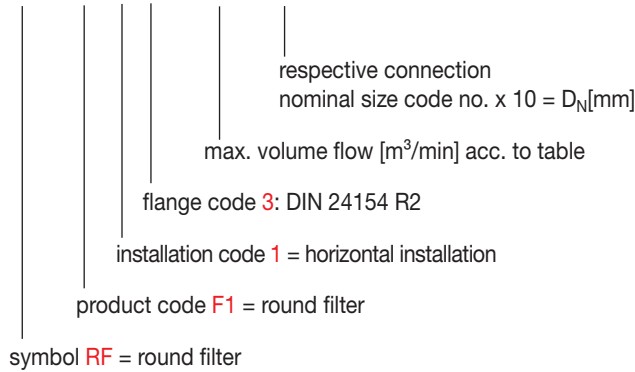 respective connection
nominal size code no. x 10 = DN[mm]
max. volume flow [m³/min] acc. to table
flange code 3: DIN 24154 R2
installation code 1 = horizontal installation
product code F1 = round filter
symbol RF = round filter